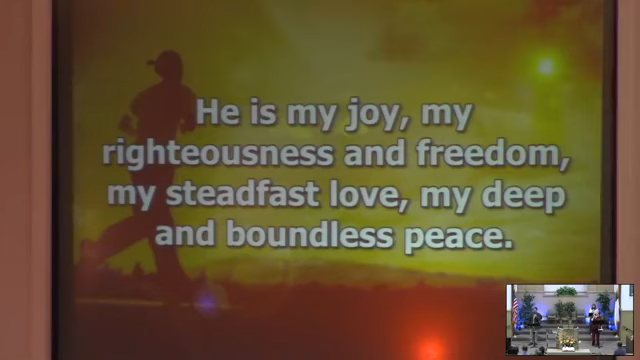 He is my joy, my
righteousness and freedom,
my steadfast love, my deep
and boundless peace.